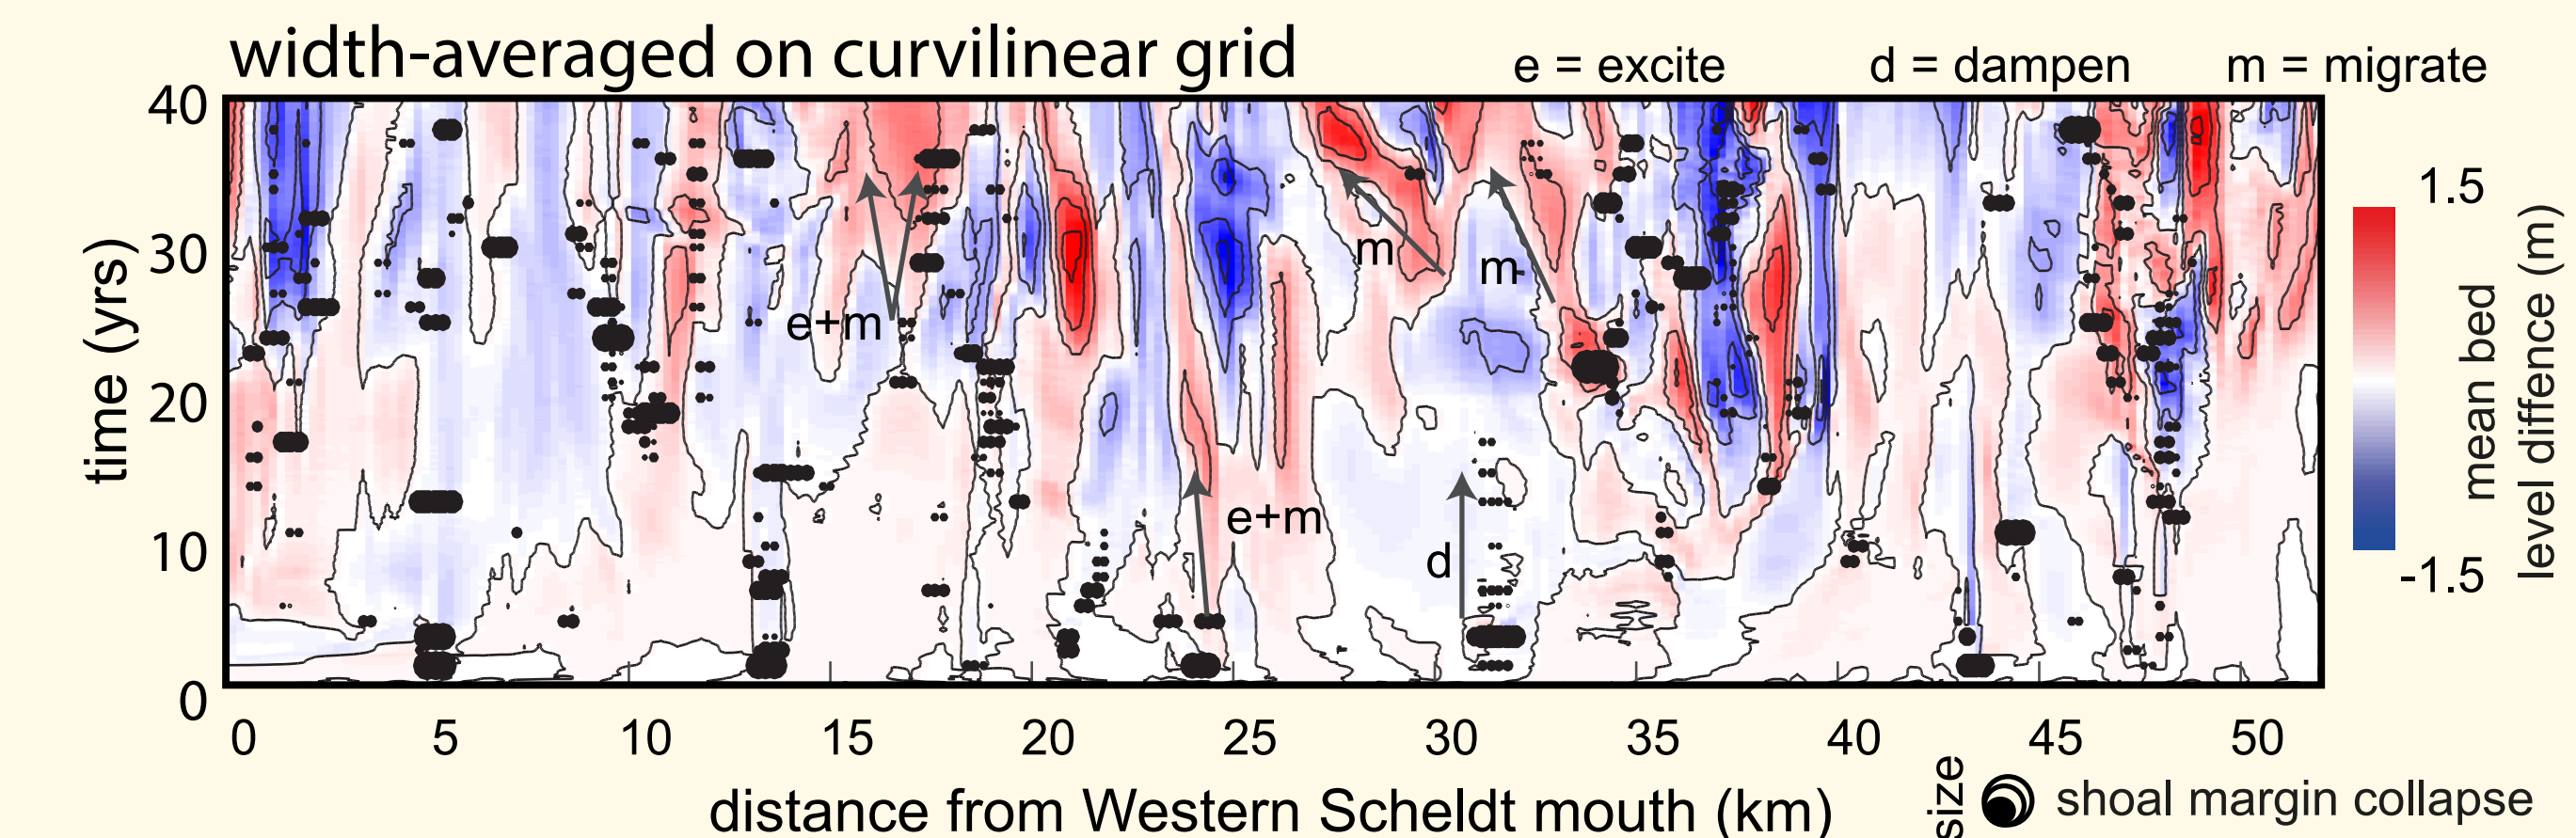 width-averaged on curvilinear grid
e = excite
d = dampen
m = migrate
40
30
20
10
0
time (yrs)
e+m
e+m
m
m
d
0
5
10
15
20
25
30
35
40
45
50
distance from Western Scheldt mouth (km)
1.5
-1.5
mean bed
level diffence (m)
size
shoal margin collapse